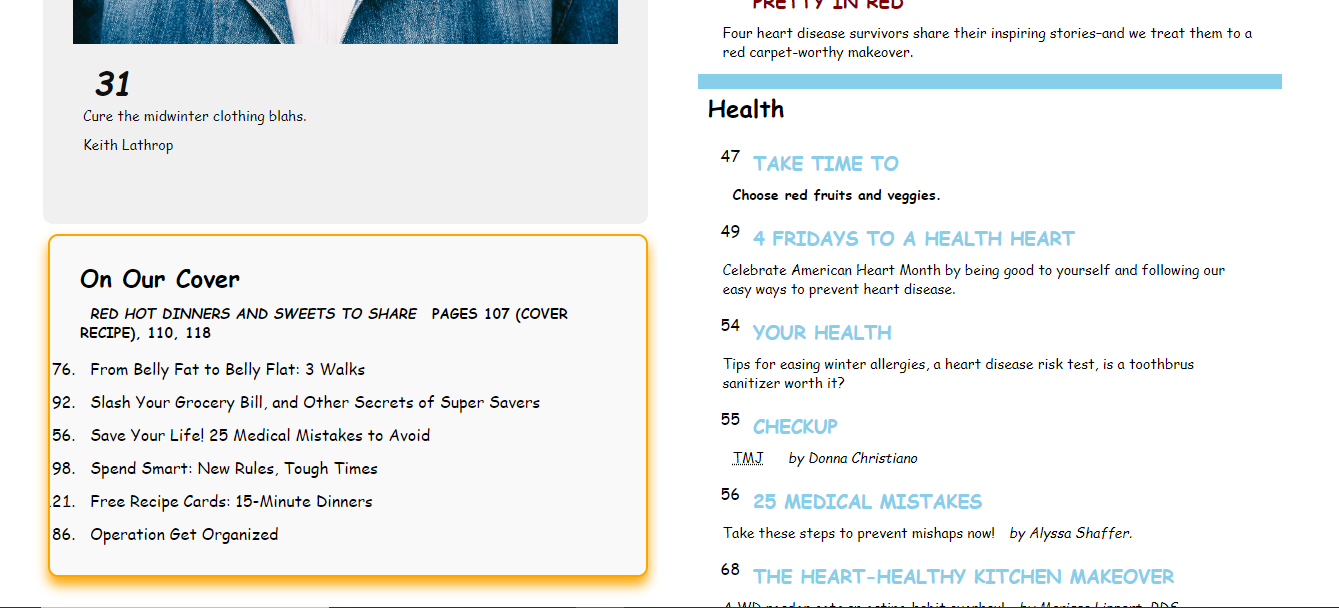 31
Cure the midwinter clothing blahs.
Keith Lathrop
On Our Cover
RED HOT DINNERS AND SWEETS TO SHARE PAGES 107 (COVER
RECIPE), 110, 118
76. From Belly Fat to Belly Flat: 3 Walks
92. Slash Your Grocery Bill, and Other Secrets of Super Savers
56. Save Your Life! 25 Medical Mistakes to Avoid
98. Spend Smart: New Rules, Tough Times
21. Free Recipe Cards: 15-Minute Dinners
86. Operation Get Organized
PRETTY IN RED
Four heart disease survivors share their inspiring stories–and we treat them to a
red carpet-worthy makeover.
Health
47 TAKE TIME TO
Choose red fruits and veggies.
49 4 FRIDAYS TO A HEALTH HEART
Celebrate American Heart Month by being good to yourself and following our
easy ways to prevent heart disease.
54 YOUR HEALTH
Tips for easing winter allergies, a heart disease risk test, is a toothbrus
sanitizer worth it?
55 CHECKUP
TMJ by Donna Christiano
56 25 MEDICAL MISTAKES
Take these steps to prevent mishaps now! by Alyssa Shaffer.
68 THE HEART-HEALTHY KITCHEN MAKEOVER